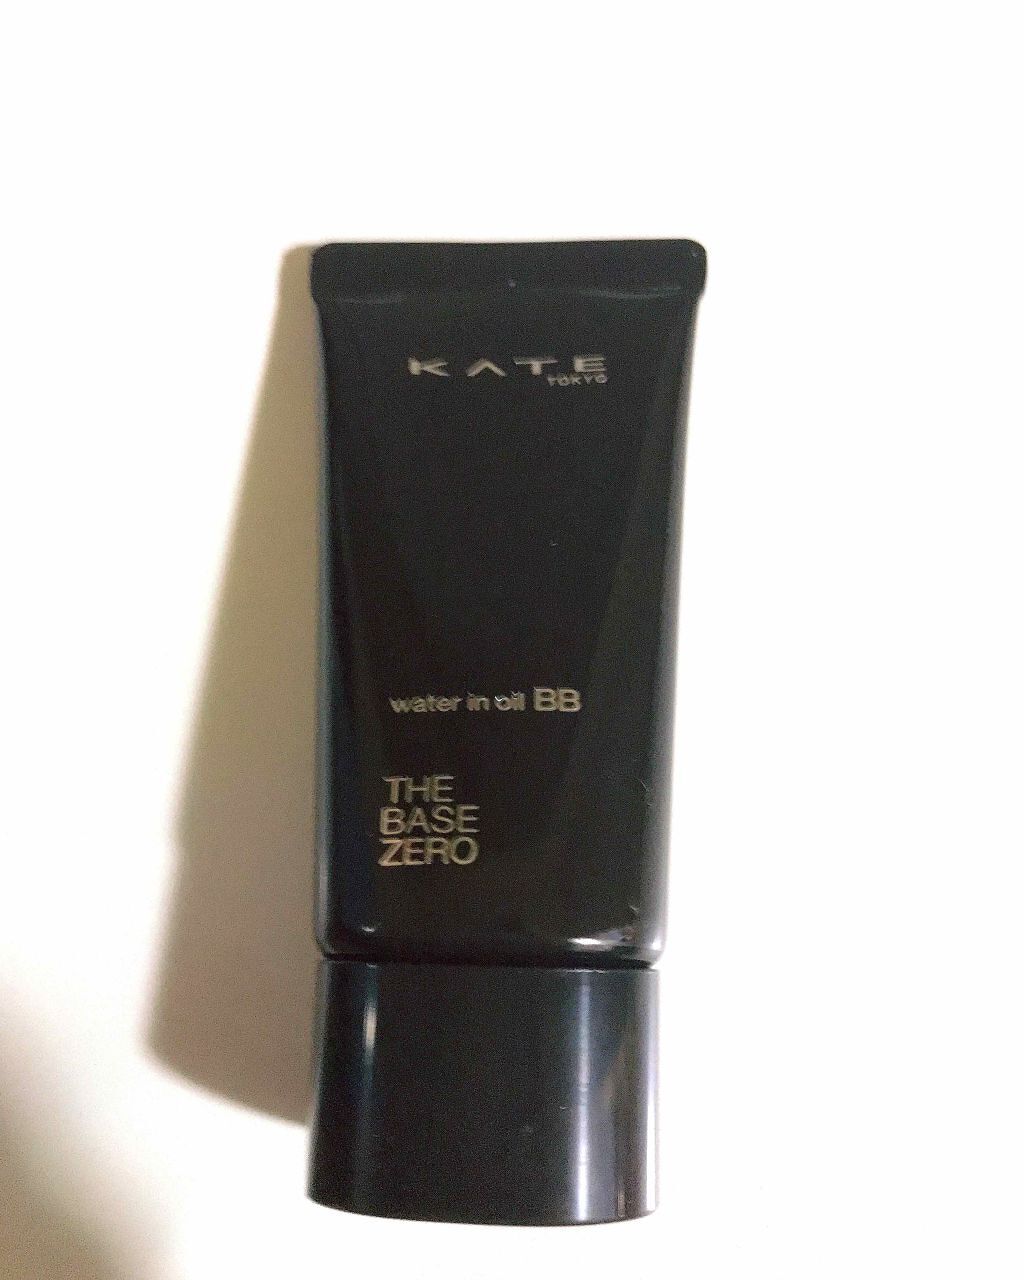 KATE
TOKYO
water in oil BB
THE
BASE
ZERO